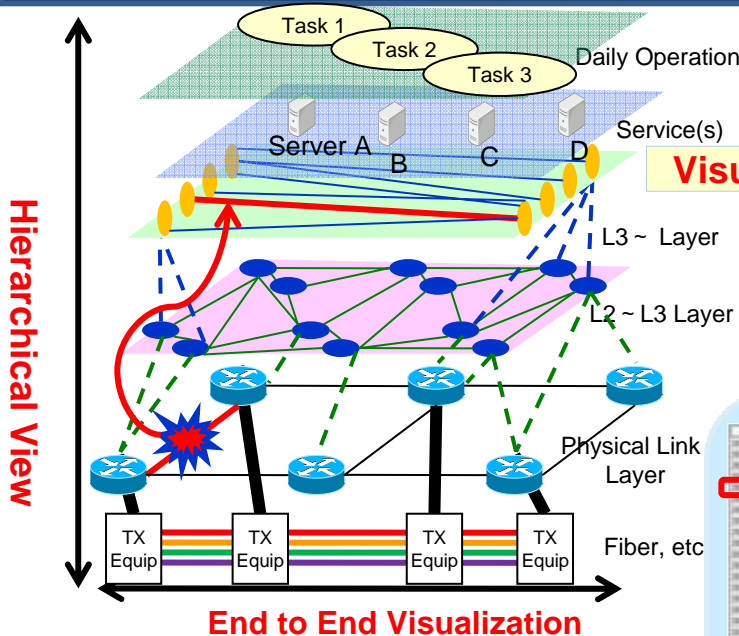 Task 1
Task 2
Task 3
Daily Operation
Server A
B
C
D
Service(s)
Visu
L3 ~ Layer
L2 ~ L3 Layer
Hierarchical View
Physical Link
Layer
TX
Equip
TX
Equip
TX
Equip
TX
Equip
Fiber, etc
End to End Visualization